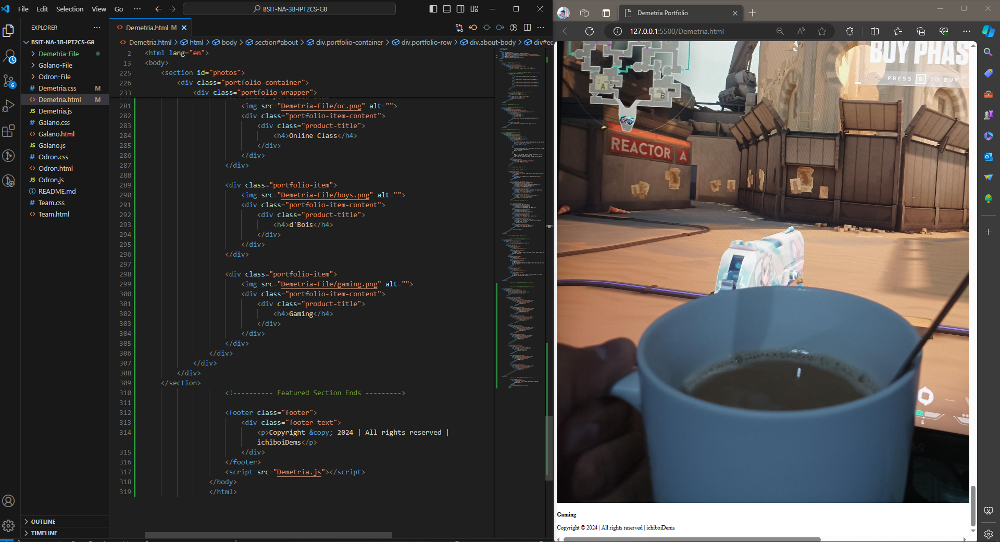 File Edit Selection View Go ···
BSIT-NA-3B-IPT2CS-G8
EXPLORER ···
BSIT-NA-3B-IPT2CS-G8
Demetria-File
Galano-File
Odron-File
# Demetria.css M
<> Demetria.html M
JS Demetria.js
# Galano.css
<> Galano.html
JS Galano.js
# Odron.css
<> Odron.html
JS Odron.js
README.md
# Team.css
<> Team.html
OUTLINE
TIMELINE
6
<> Demetria.html M
<> Demetria.html > html > body > section#about > div.portfolio-container > div.portfolio-row > div.about-body > div#ec
2 <html lang="en">
13 <body>
225 <section id="photos">
226 <div class="portfolio-container">
233 <div class="portfolio-wrapper">
281 <img src="Demetria-File/oc.png" alt="">
282 <div class="portfolio-item-content">
283 <div class="product-title">
284 <h4>Online Class</h4>
285 </div>
286 </div>
287 </div>
288
289 <div class="portfolio-item">
290 <img src="Demetria-File/boys.png" alt="">
291 <div class="portfolio-item-content">
292 <div class="product-title">
293 <h4>d'Bois</h4>
294 </div>
295 </div>
296 </div>
297
298 <div class="portfolio-item">
299 <img src="Demetria-File/gaming.png" alt="">
300 <div class="portfolio-item-content">
301 <div class="product-title">
302 <h4>Gaming</h4>
303 </div>
304 </div>
305 </div>
306 </div>
307 </div>
308 </div>
309 </section>
310 <!---------- Featured Section Ends --------->
311
312 <footer class="footer">
313 <div class="footer-text">
314 <p>Copyright &copy; 2024 | All rights reserved |
ichiboiDems</p>
315 </div>
316 </footer>
317 <script src="Demetria.js"></script>
318 </body>
319 </html>
Demetria Portfolio
127.0.0.1:5500/Demetria.html
BUY PHAS
PRESS B TO BUY
A
B
REACTOR A
E
Gaming
Copyright © 2024 | All rights reserved | ichiboiDems